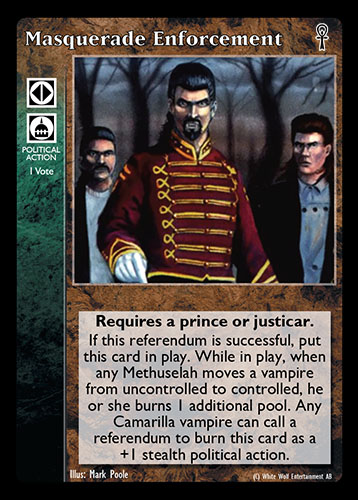 Masquerade Enforcement
POLITICAL
ACTION
1 Vote
Requires a prince or justicar.
If this referendum is successful, put
this card in play. While in play, when
any Methuselah moves a vampire
from uncontrolled to controlled, he
or she burns 1 additional pool. Any
Camarilla vampire can call a
referendum to burn this card as a
+1 stealth political action.
Illus: Mark Poole
(C) White Wolf Entertainment AB